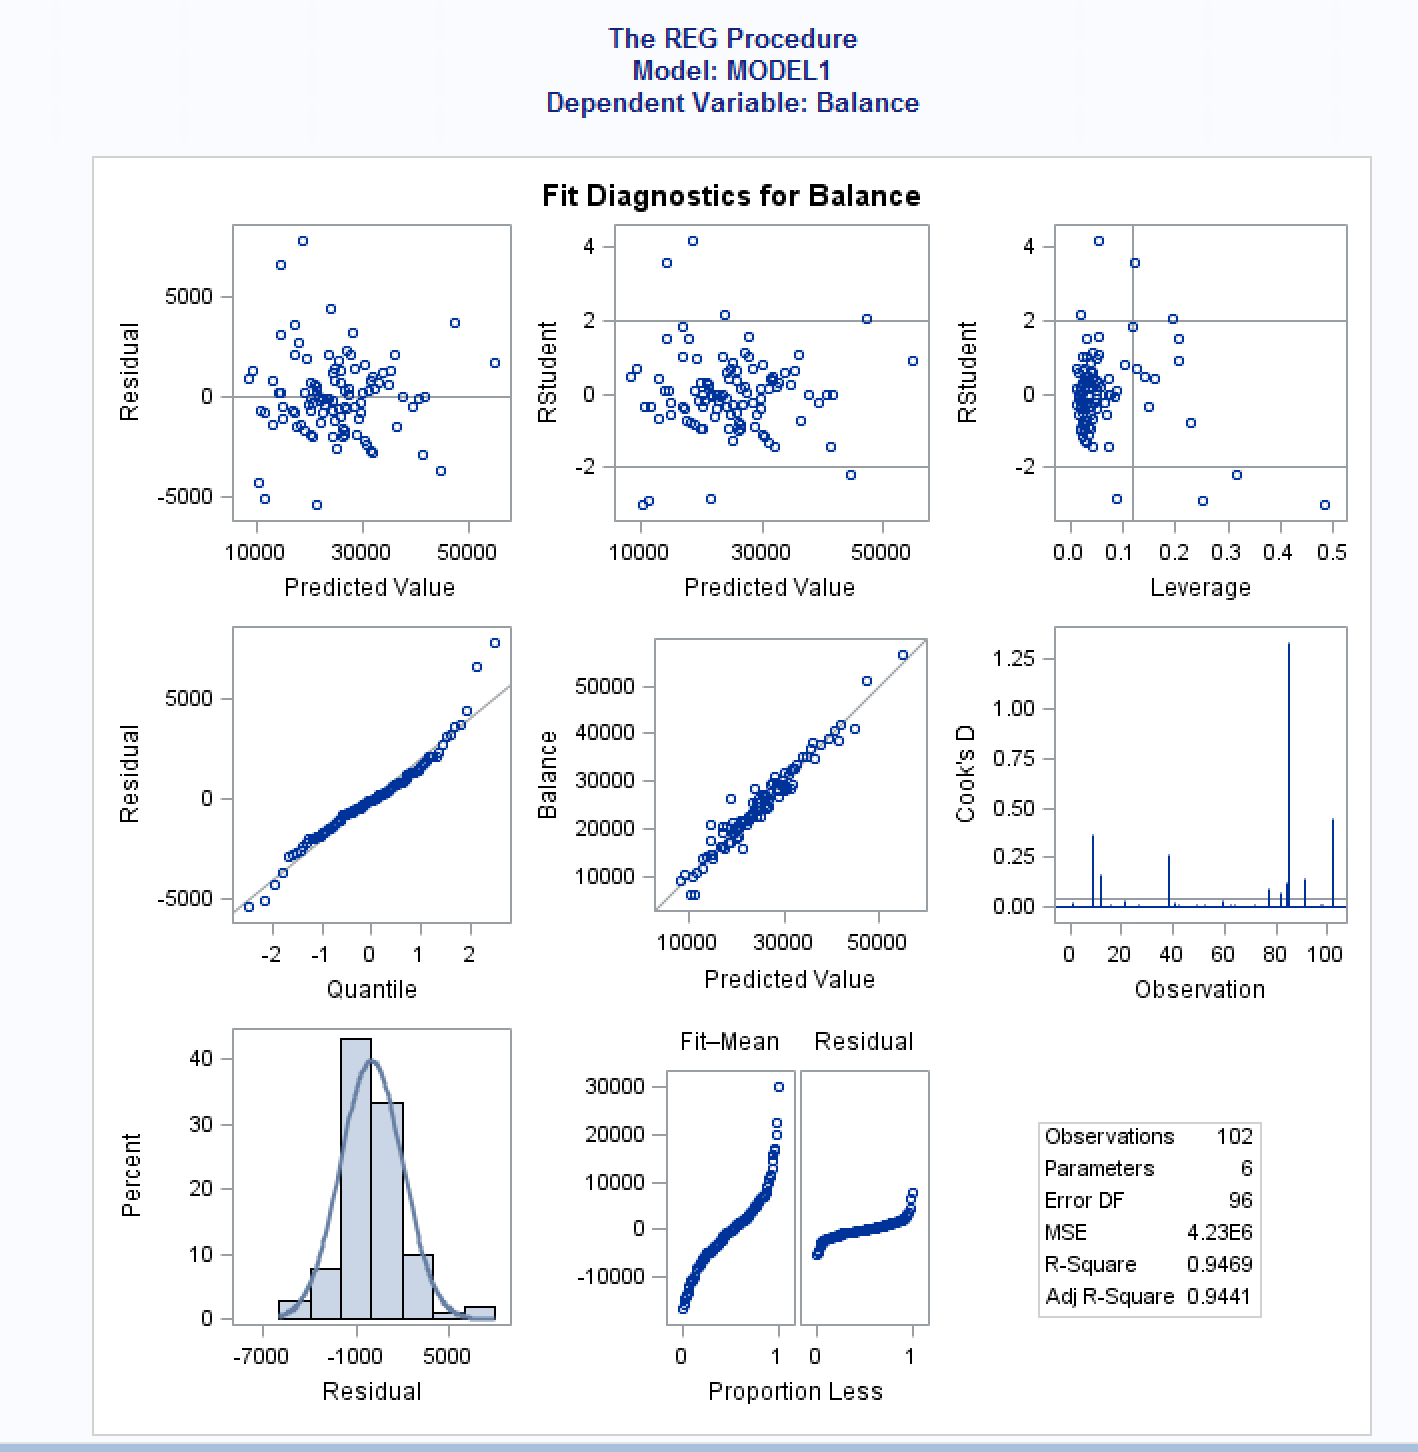 The REG Procedure
Model: MODEL1
Dependent Variable: Balance
Fit Diagnostics for Balance
Residual
5000
0
-5000
10000 30000 50000
Predicted Value
RStudent
4
2
0
-2
10000 30000 50000
Predicted Value
RStudent
4
2
0
-2
0.0 0.1 0.2 0.3 0.4 0.5
Leverage
Residual
5000
0
-5000
-2 -1 0 1 2
Quantile
Balance
50000
40000
30000
20000
10000
10000 30000 50000
Predicted Value
Cook's D
1.25
1.00
0.75
0.50
0.25
0.00
0 20 40 60 80 100
Observation
Percent
40
30
20
10
0
-7000 -1000 5000
Residual
Fit–Mean Residual
30000
20000
10000
0
-10000
0 1 0 1
Proportion Less
Observations 102
Parameters 6
Error DF 96
MSE 4.23E6
R-Square 0.9469
Adj R-Square 0.9441